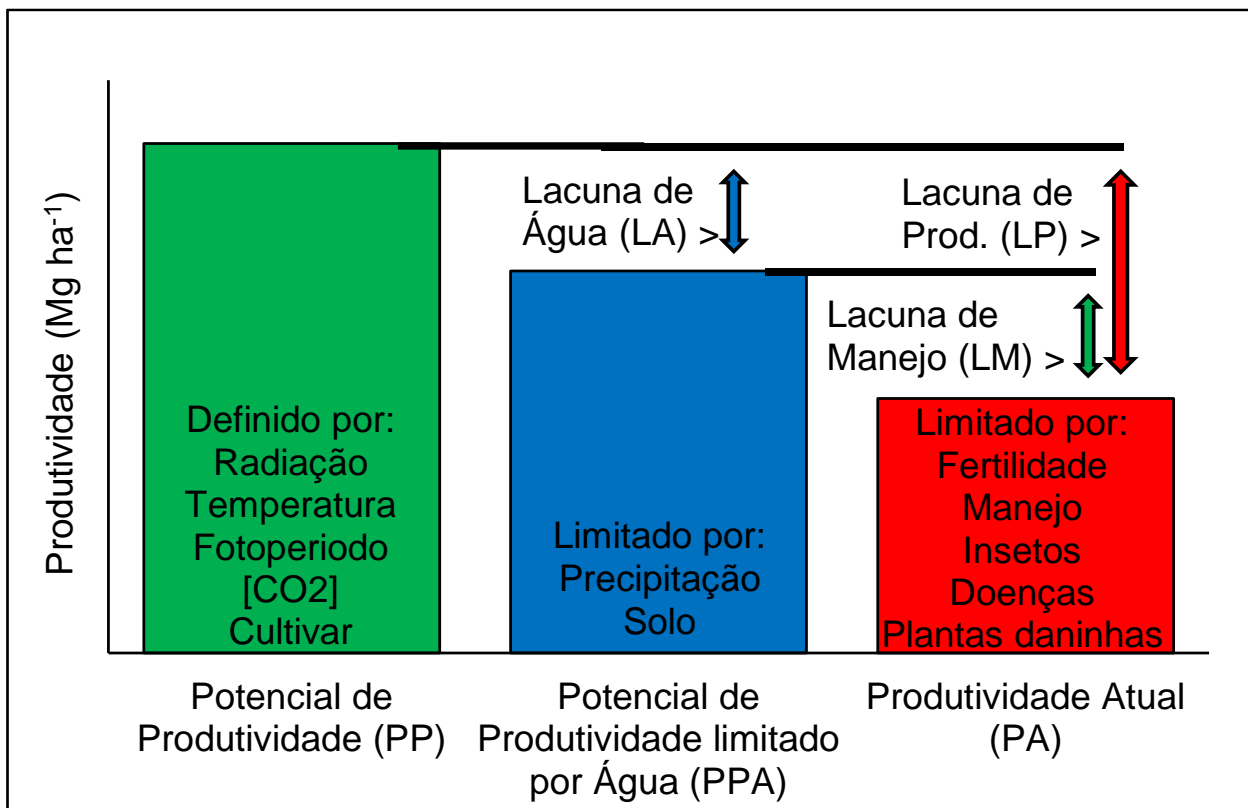 Produtividade (Mg ha-1)
Lacuna de
Água (LA) >
Lacuna de
Prod. (LP) >
Lacuna de
Manejo (LM) >
Definido por:
Radiação
Temperatura
Fotoperiodo
[CO2]
Cultivar
Limitado por:
Precipitação
Solo
Limitado por:
Fertilidade
Manejo
Insetos
Doenças
Plantas daninhas
Potencial de
Produtividade (PP)
Potencial de
Produtividade limitado
por Água (PPA)
Produtividade Atual
(PA)